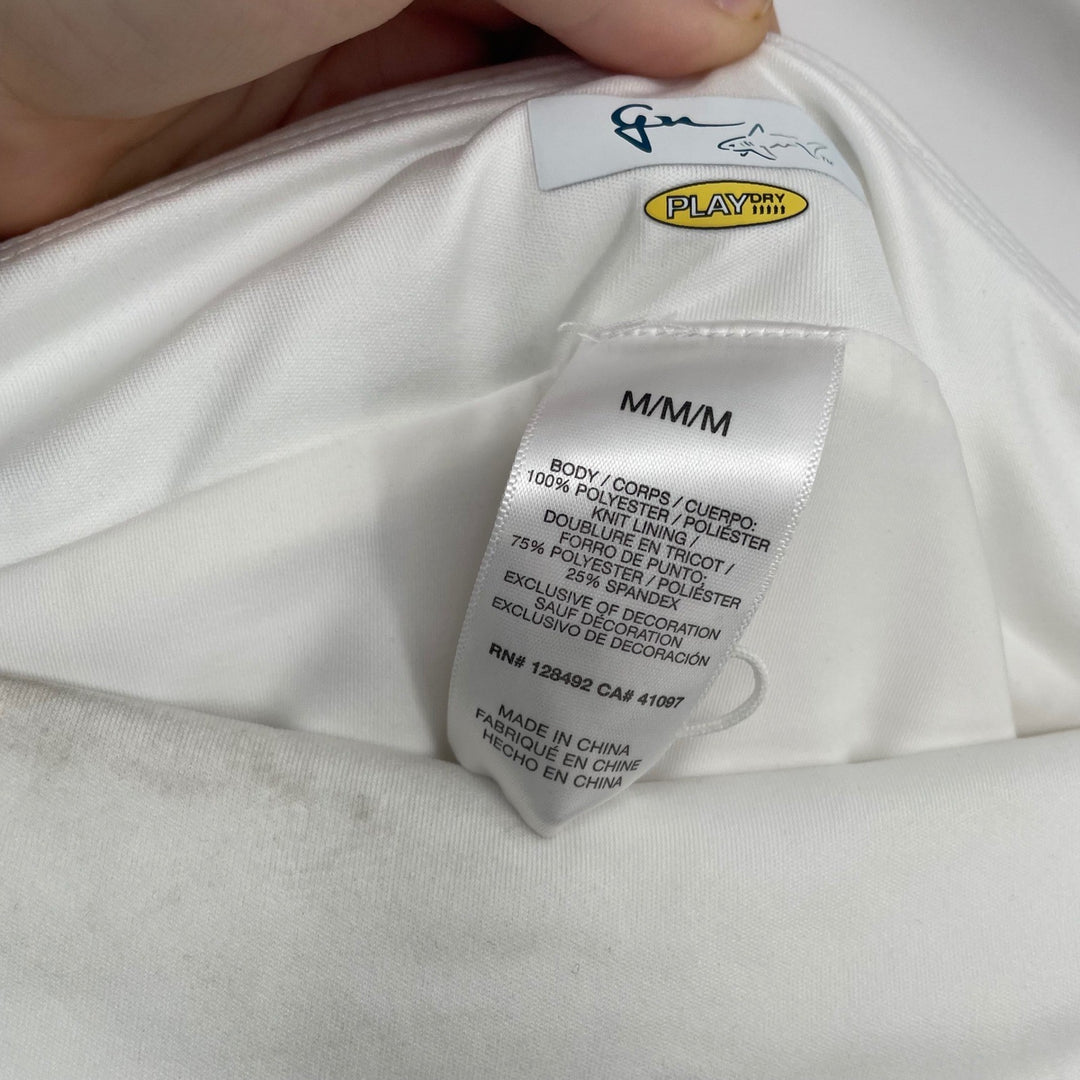 PLAYDRY
M/M/M
BODY / CORPS / CUERPO:
100% POLYESTER / POLIÉSTER
KNIT LINING /
DOUBLURE EN TRICOT /
FORRO DE PUNTO:
75% POLYESTER / POLIÉSTER
25% SPANDEX
EXCLUSIVE OF DECORATION
SAUF DÉCORATION
EXCLUSIVO DE DECORACIÓN
RN# 128492 CA# 41097
MADE IN CHINA
FABRIQUÉ EN CHINE
HECHO EN CHINA